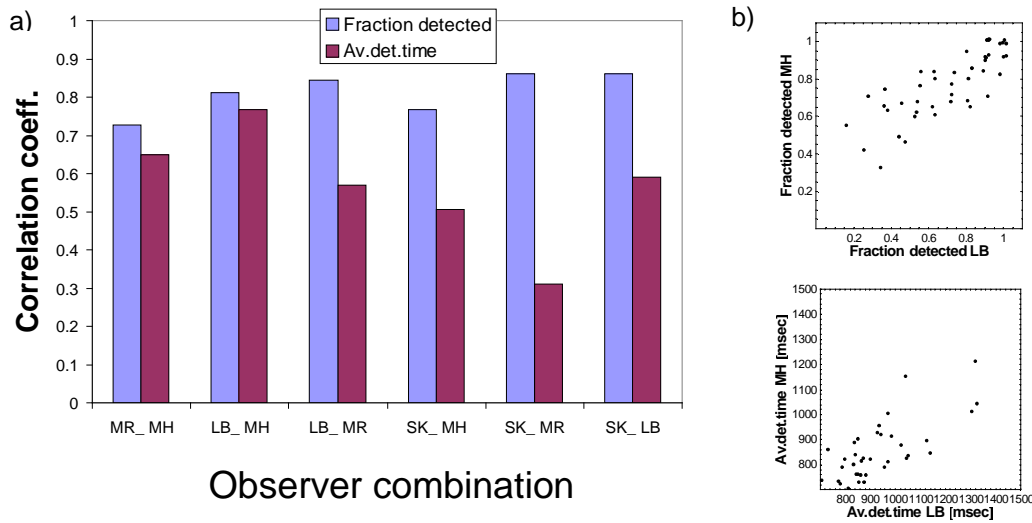 a)
Fraction detected
Av.det.time
Correlation coeff.
1
0.9
0.8
0.7
0.6
0.5
0.4
0.3
0.2
0.1
0
MR_ MH
LB_ MH
LB_ MR
SK_ MH
SK_ MR
SK_ LB
Observer combination
b)
Fraction detected MH
1
0.8
0.6
0.4
0.2
0.2 0.4 0.6 0.8 1
Fraction detected LB
Av.det.time MH [msec]
1500
1400
1300
1200
1100
1000
900
800
800 900 1000 1100 1200 1300 1400 1500
Av.det.time LB [msec]